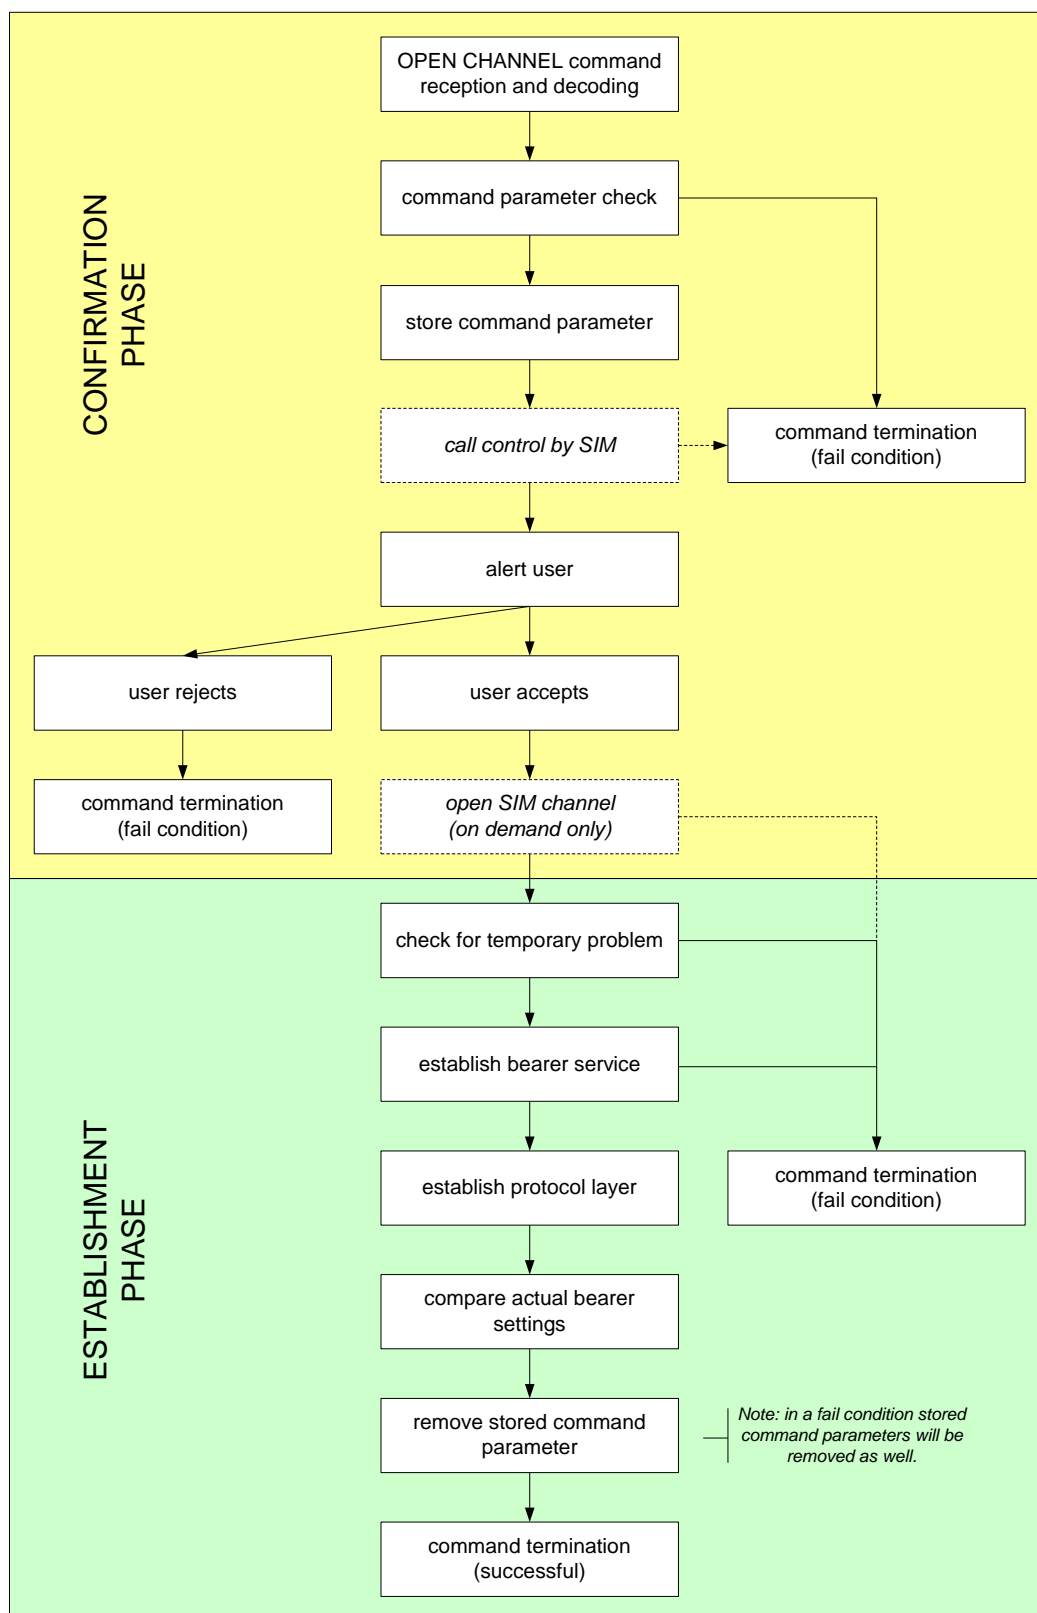 OPEN CHANNEL command
reception and decoding
command parameter check
CONFIRMATION
PHASE
store command parameter
call control by SIM
command termination
(fail condition)
alert user
user rejects
user accepts
command termination
(fail condition)
open SIM channel
(on demand only)
check for temporary problem
establish bearer service
ESTABLISHMENT
PHASE
establish protocol layer
command termination
(fail condition)
compare actual bearer
settings
remove stored command
parameter
Note: in a fail condition stored
command parameters will be
removed as well.
command termination
(successful)